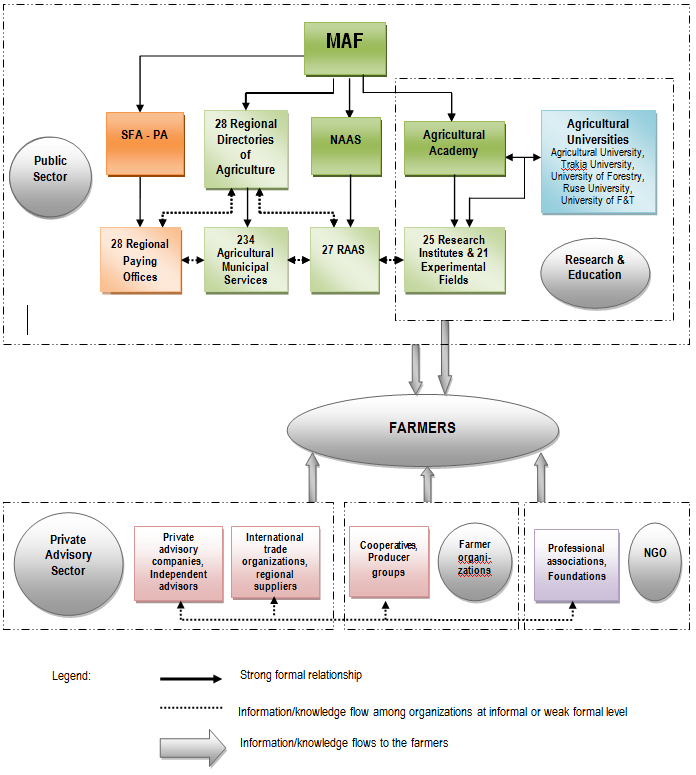 MAF
SFA - PA
28 Regional
Directories
of
Agriculture
NAAS
Agricultural
Academy
Agricultural
Universities
Agricultural University,
Trakia University,
University of Forestry,
Ruse University,
University of F&T
Public
Sector
28 Regional
Paying
Offices
234
Agricultural
Municipal
Services
27 RAAS
25 Research
Institutes & 21
Experimental
Fields
Research &
Education
FARMERS
Private
Advisory
Sector
Private
advisory
companies,
Independent
advisors
International
trade
organizations,
regional
suppliers
Cooperatives,
Producer
groups
Farmer
organi-
zations
Professional
associations,
Foundations
NGO
Legend:
Strong formal relationship
Information/knowledge flow among organizations at informal or weak formal level
Information/knowledge flows to the farmers